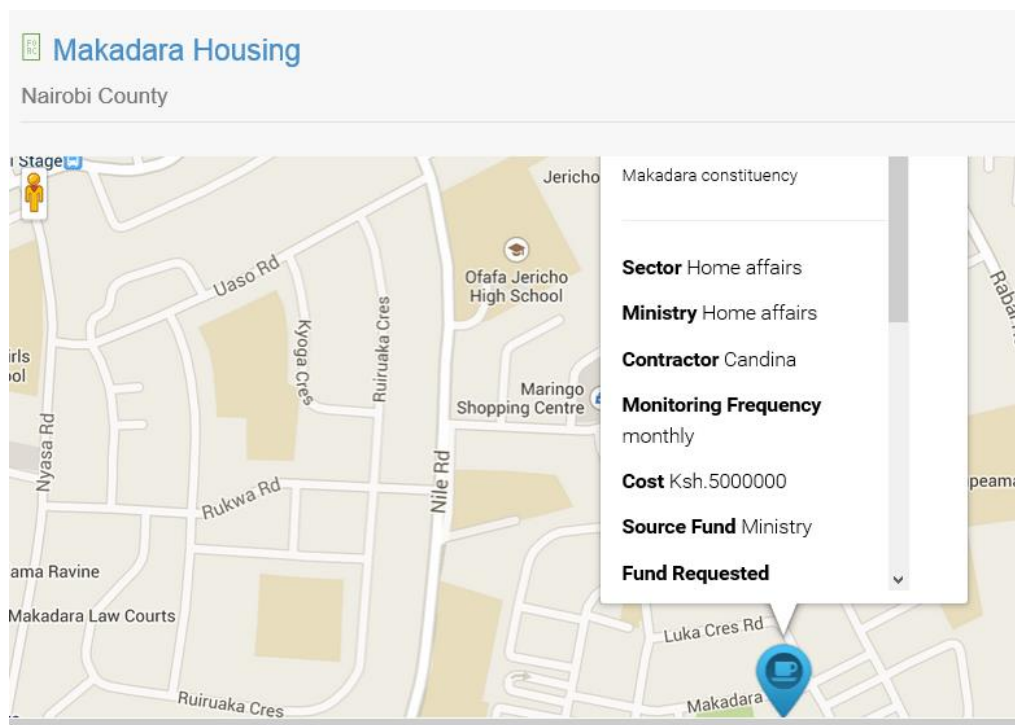 Makadara Housing
Nairobi County
Stage
Jericho
Makadara constituency
Uaso Rd
Ofafa Jericho
High School
Sector Home affairs
Ministry Home affairs
Kyoga Cres
Ruiruaka Cres
Contractor Candina
Maringo
Shopping Centre
Monitoring Frequency
monthly
Nyasa Rd
Nile Rd
Rukwa Rd
Cost Ksh.5000000
Source Fund Ministry
ama Ravine
Fund Requested
Makadara Law Courts
Luka Cres Rd
Ruiruaka Cres
Makadara